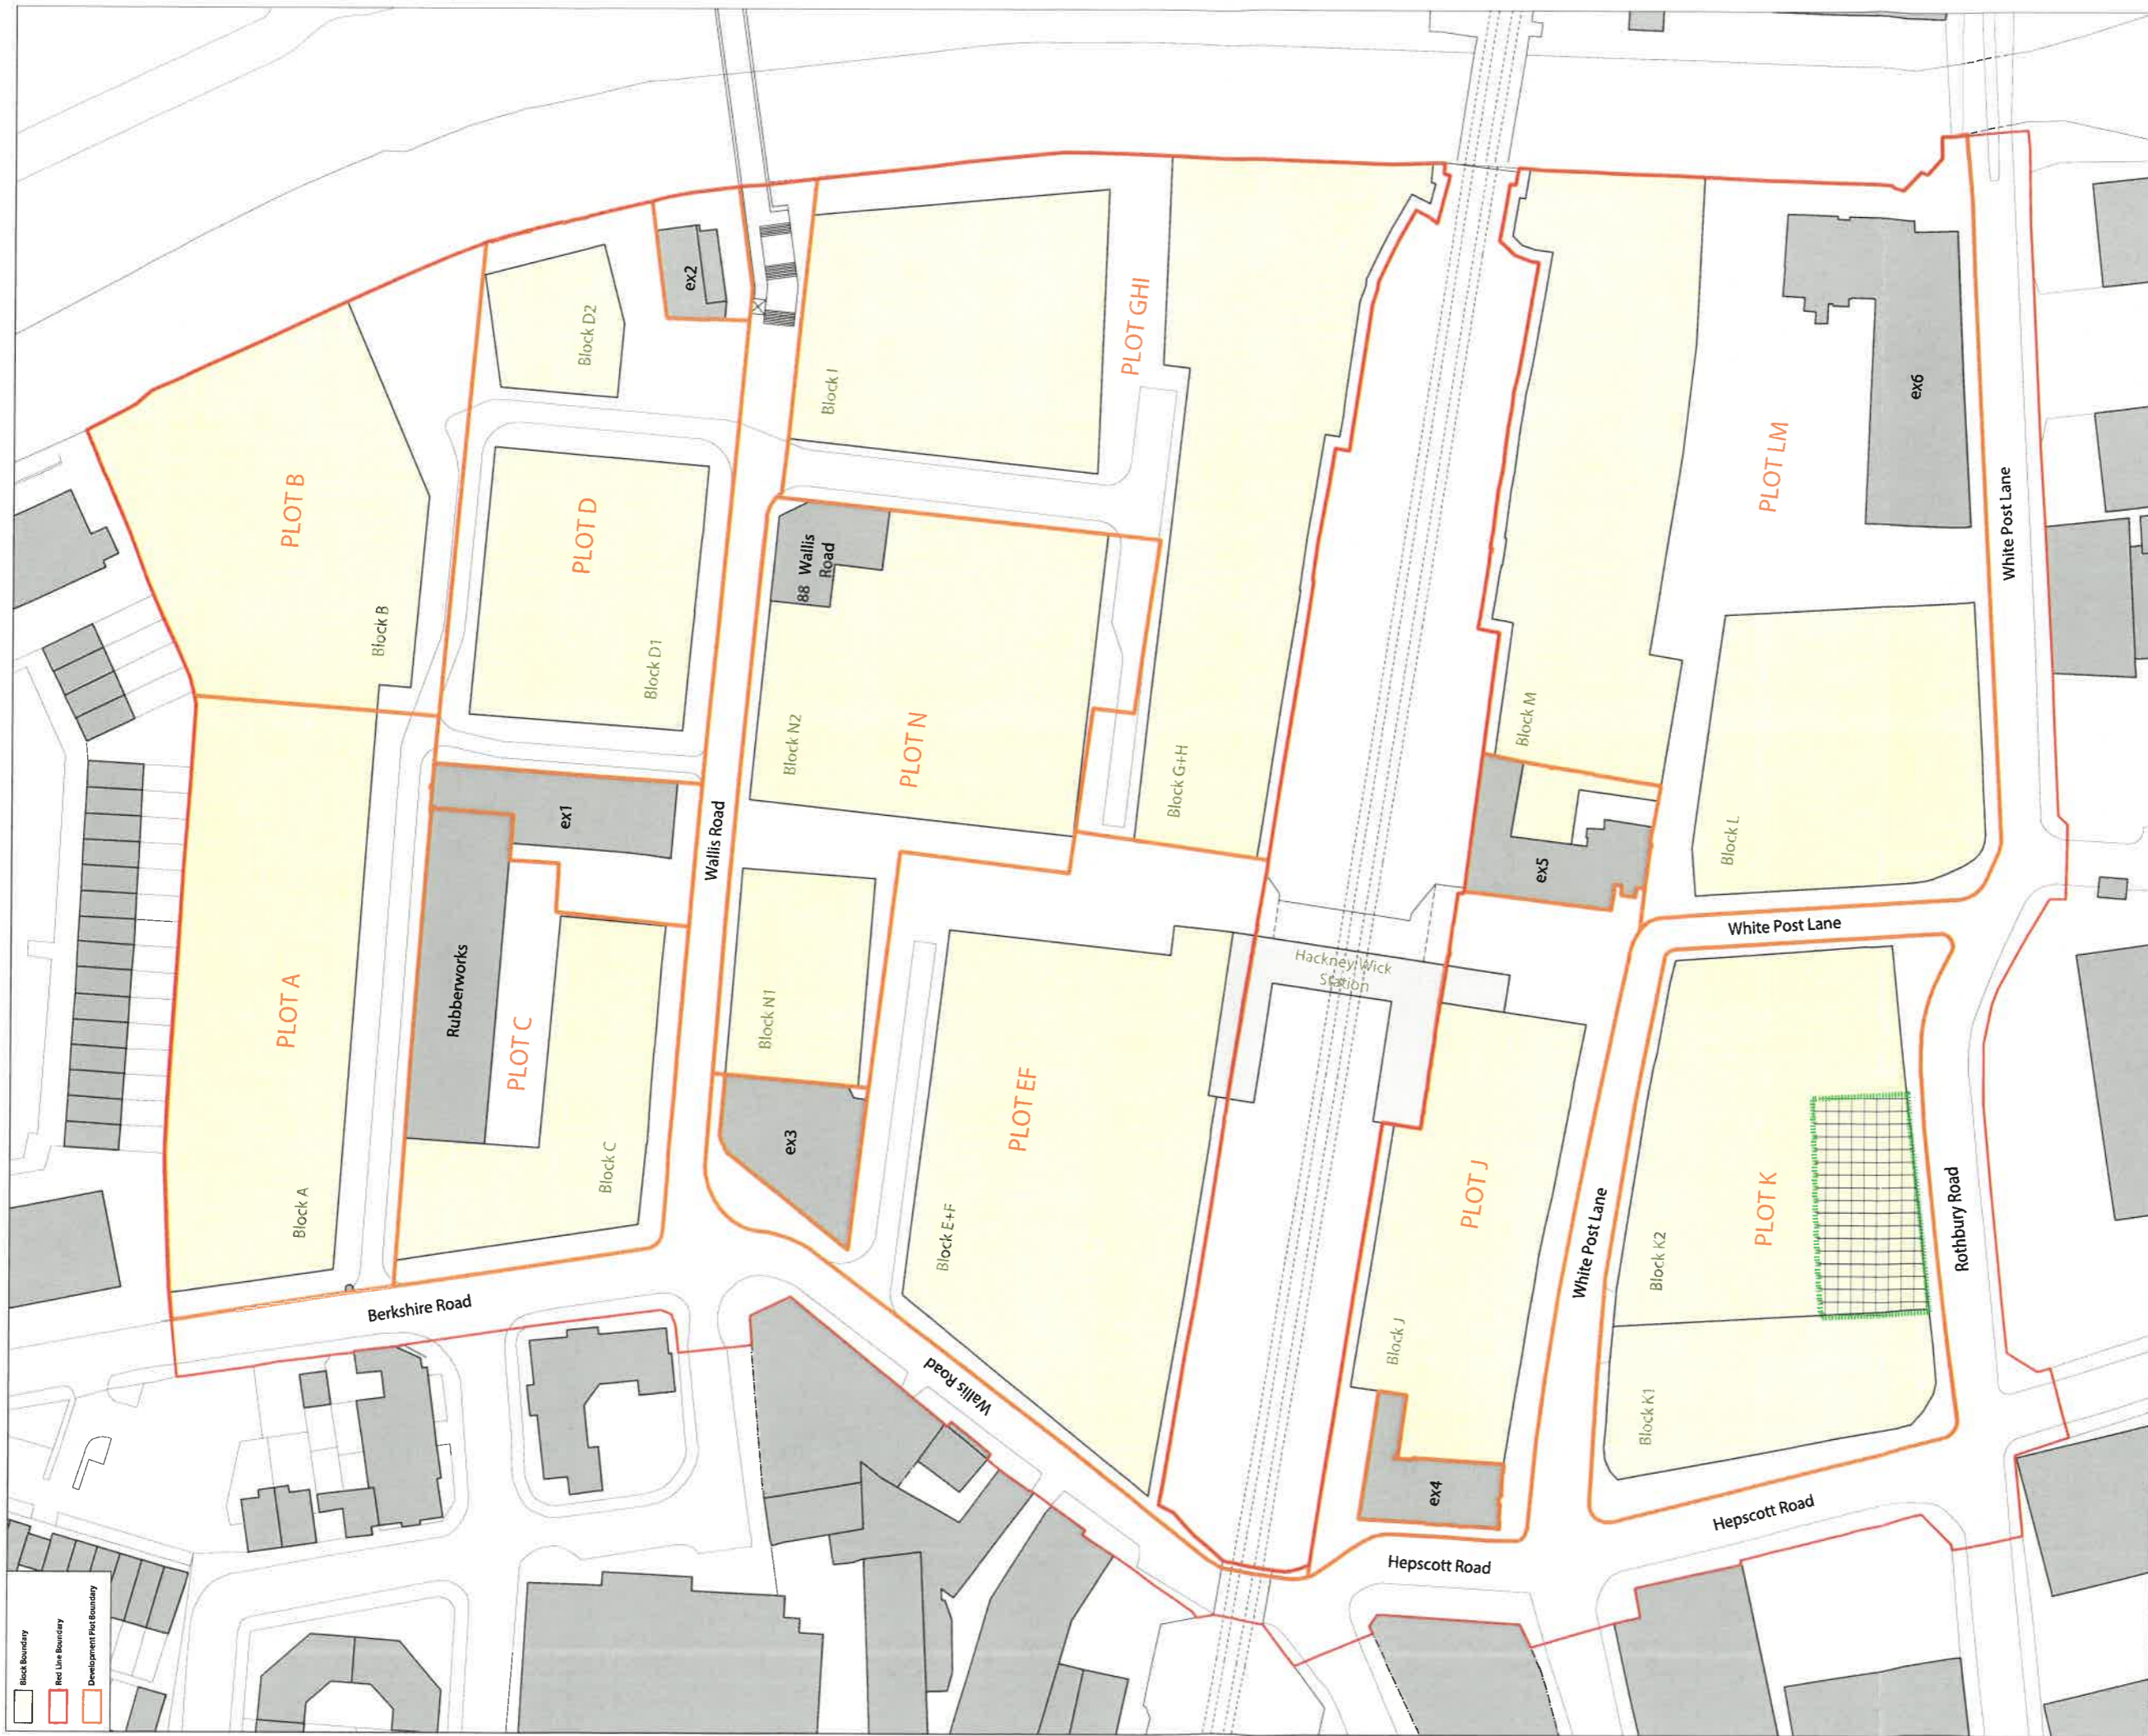 Block Boundary
Red Line Boundary
Development Plot Boundary
PLOT A
Block A
PLOT B
Block B
Rubberworks
PLOT C
Block C
ex1
PLOT D
Block D1
Block D2
ex2
Berkshire Road
Wallis Road
Block I
PLOT GHI
Block G+H
88 Wallis
Road
Block N2
PLOT N
Block N1
ex3
PLOT EF
Block E+F
Wallis Road
Hackney Wick
Station
Block M
PLOT LM
ex6
Block L
ex5
White Post Lane
White Post Lane
White Post Lane
PLOT J
Block J
ex4
PLOT K
Block K2
Block K1
Rothbury Road
Hepscott Road
Hepscott Road